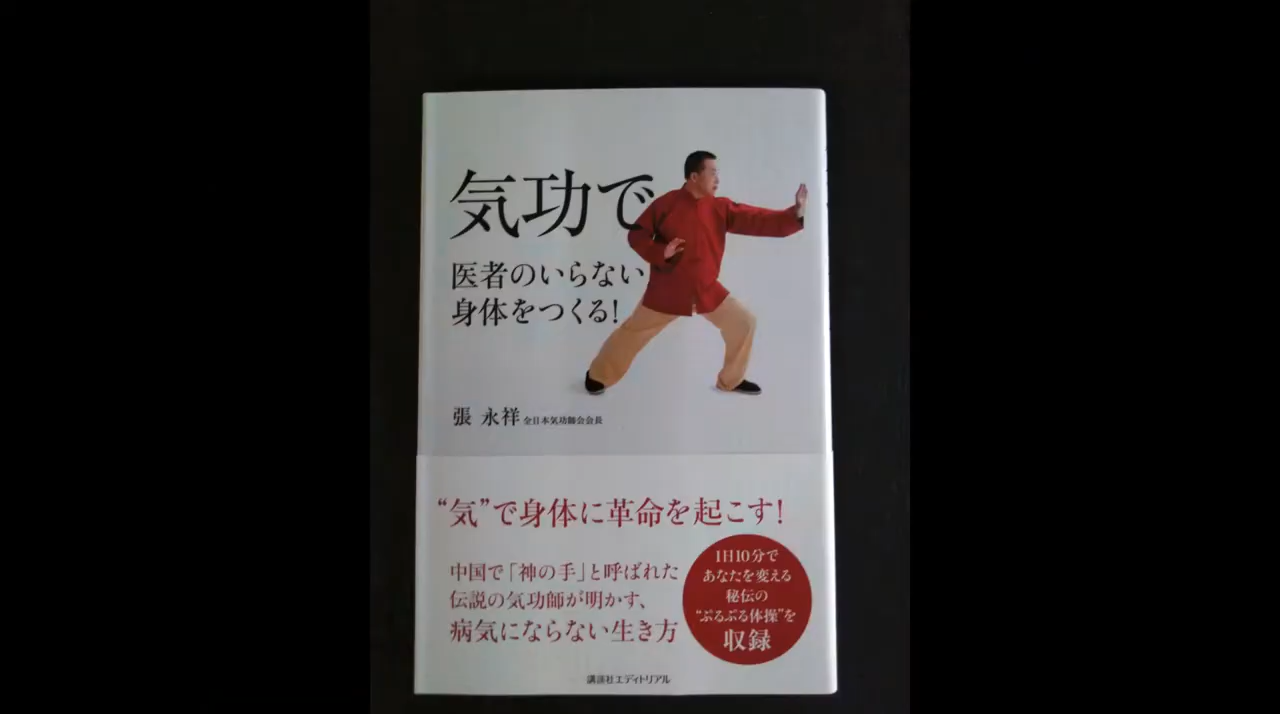 気功で
医者のいらない
身体をつくる!
張 永祥 全日本気功師会会長
“気”で身体に革命を起こす!
中国で「神の手」と呼ばれた
伝説の気功師が明かす、
病気にならない生き方
1日10分で
あなたを変える
秘伝の
“ぶるぶる体操”を
収録
講談社エディトリアル